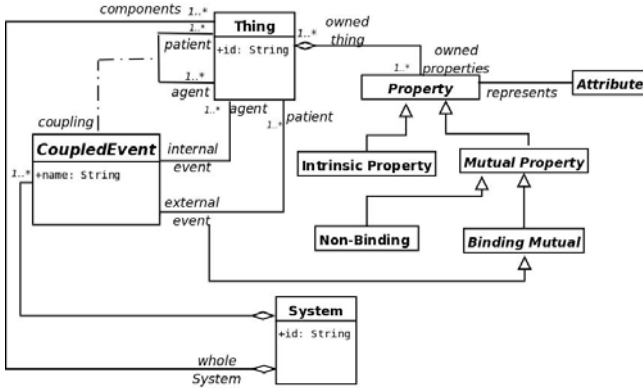 components
1..*
Thing
+id: String
1..*
patient
1..*
agent
1..*
owned
thing
owned
properties
1..*
Property
represents
Attribute
1..*
agent
1..*
patient
coupling
CoupledEvent
+name: String
1..*
internal
event
external
event
Intrinsic Property
Mutual Property
Non-Binding
Binding Mutual
System
+id: String
whole
System